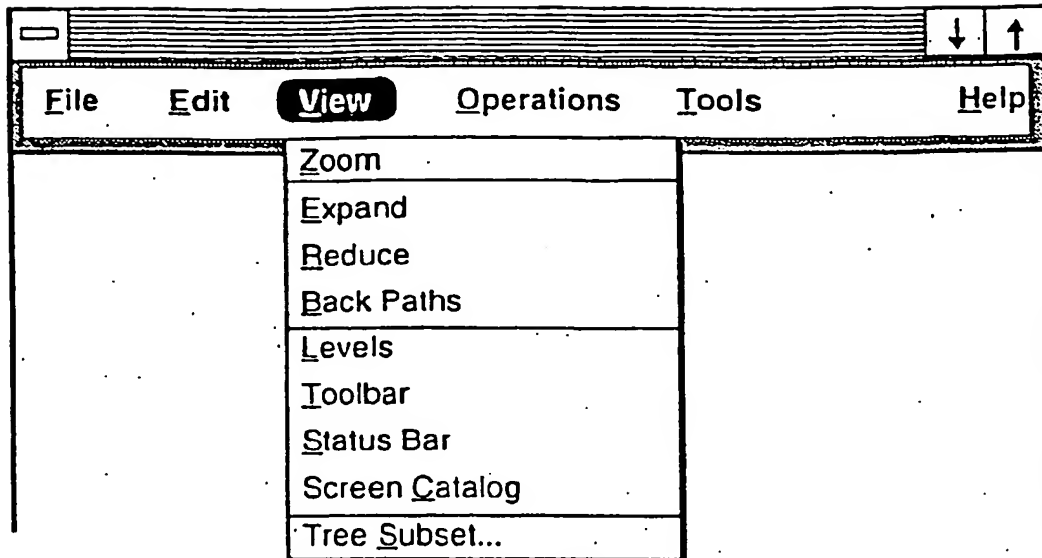 File Edit View Operations Tools Help
Zoom
Expand
Reduce
Back Paths
Levels
Toolbar
Status Bar
Screen Catalog
Tree Subset...